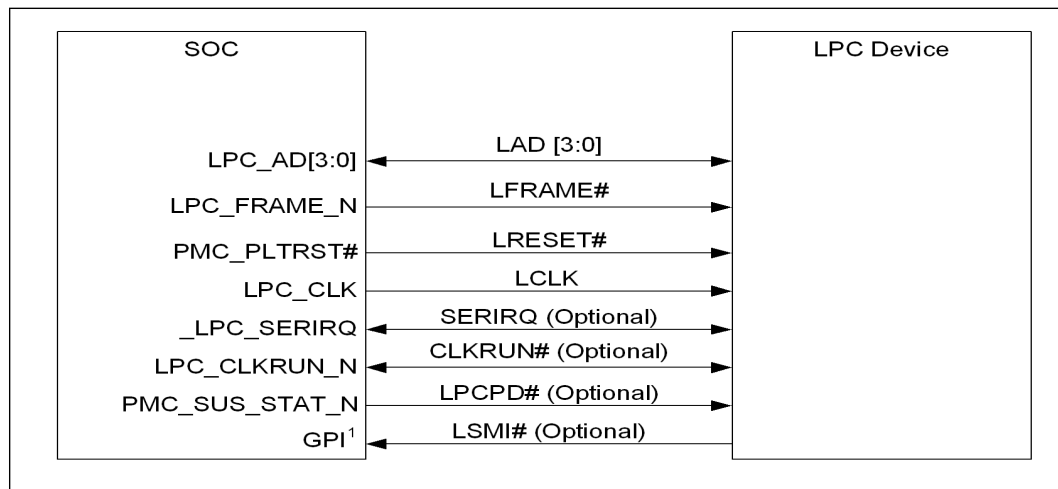 SOC LPC Device
LPC_AD[3:0] LAD [3:0]
LPC_FRAME_N LFRAME#
PMC_PLTRST# LRESET#
LPC_CLK LCLK
_LPC_SERIRQ SERIRQ (Optional)
LPC_CLKRUN_N CLKRUN# (Optional)
PMC_SUS_STAT_N LPCPD# (Optional)
GPI¹ LSMI# (Optional)